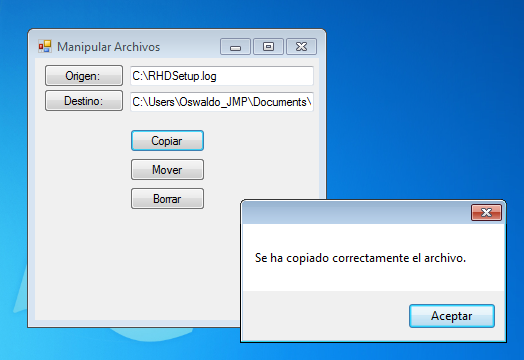 Manipular Archivos
Origen: C:\RHDSetup.log
Destino: C:\Users\Oswaldo_JMP\Documents\
Copiar
Mover
Borrar
Se ha copiado correctamente el archivo.
Aceptar